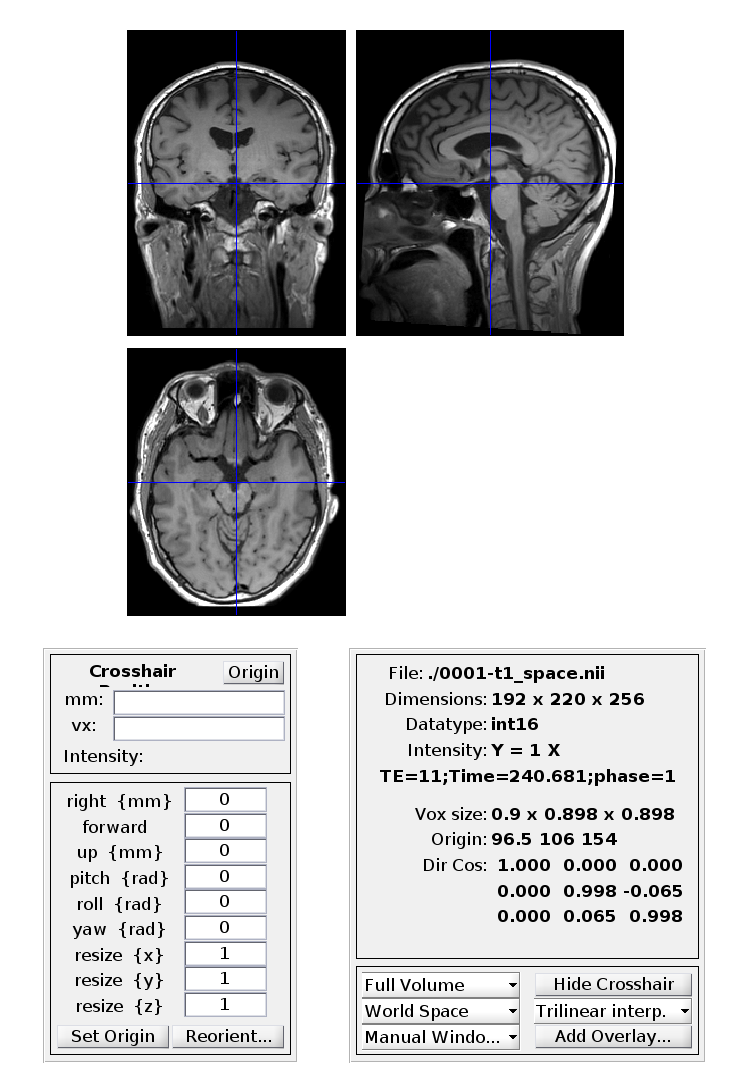 Crosshair
Origin
mm:
vx:
Intensity:
right {mm} 0
forward 0
up {mm} 0
pitch {rad} 0
roll {rad} 0
yaw {rad} 0
resize {x} 1
resize {y} 1
resize {z} 1
Set Origin Reorient...
File: ./0001-t1_space.nii
Dimensions: 192 x 220 x 256
Datatype: int16
Intensity: Y = 1 X
TE=11;Time=240.681;phase=1
Vox size: 0.9 x 0.898 x 0.898
Origin: 96.5 106 154
Dir Cos: 1.000 0.000 0.000
0.000 0.998 -0.065
0.000 0.065 0.998
Full Volume Hide Crosshair
World Space Trilinear interp.
Manual Windo... Add Overlay...